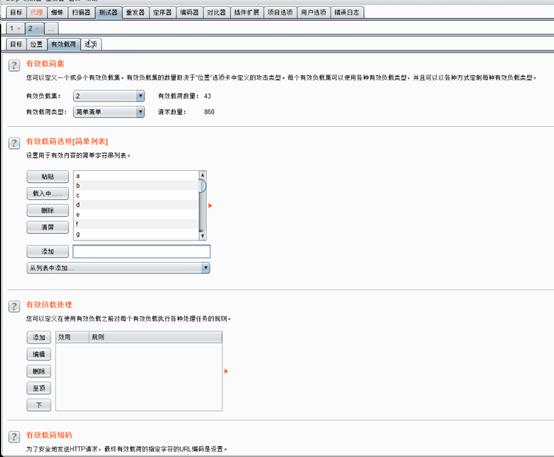 目标 代理 蜘蛛 扫描器 测试器 重发器 定序器 编码器 对比器 插件扩展 项目选项 用户选项 错误日志
1 × 2 × ...
目标 位置 有效载荷 选项
? 有效载荷集
您可以定义一个或多个有效负载集。有效负载集的数量取决于“位置”选项卡中定义的攻击类型。每个有效负载集可以使用各种有效负载类型，并且可以以各种方式定制每种有效负载类型。
有效负载集： 2 有效载荷数量： 43
有效载荷类型： 简单清单 请求数量： 860
? 有效载荷选项[简单列表]
设置用于有效内容的简单字符串列表。
粘贴 a
b
载入中...... c
删除 d
e
清屏 f
g
添加
从列表中添加...
? 有效负载处理
您可以定义在使用有效负载之前对每个有效负载执行各种处理任务的规则。
添加 效用 规则
编辑
删除
至顶
下
? 有效载荷编码
为了安全地发送HTTP请求，最终有效载荷的指定字符的URL编码是设置。